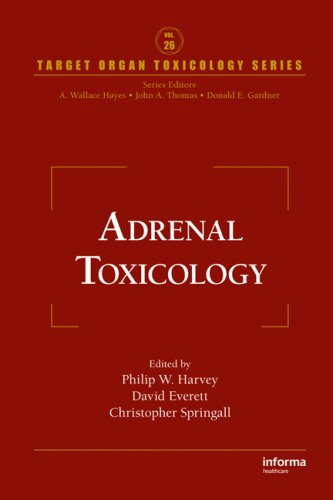 VOL.
26
TARGET ORGAN TOXICOLOGY SERIES
Series Editors
A. Wallace Hayes • John A. Thomas • Donald E. Gardner
ADRENAL
TOXICOLOGY
Edited by
Philip W. Harvey
David Everett
Christopher Springall
informa
healthcare